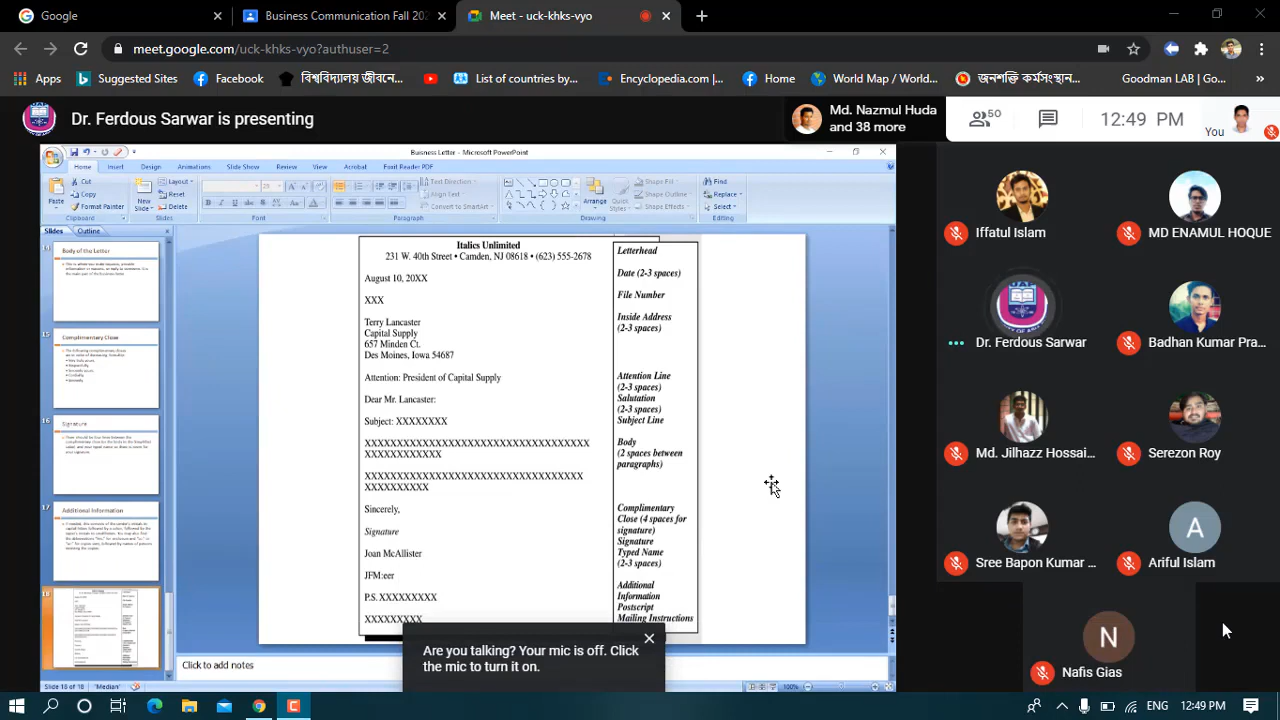 Google
Business Communication Fall 202
Meet - uck-khks-vyo
meet.google.com/uck-khks-vyo?authuser=2
Apps
Suggested Sites
Facebook
List of countries by...
Encyclopedia.com |...
World Map / World...
Goodman LAB | Go...
Dr. Ferdous Sarwar is presenting
Md. Nazmul Huda
and 38 more
50
12:49 PM
You
Business Letter - Microsoft PowerPoint
Home
Insert
Design
Animations
Slide Show
Review
View
Acrobat
Foxit Reader PDF
Paste
Cut
Copy
Format Painter
Clipboard
New
Slide
Layout
Reset
Delete
Slides
Font
Text Direction
Align Text
Convert to SmartArt
Paragraph
Arrange
Quick
Styles
Shape Fill
Shape Outline
Shape Effects
Drawing
Find
Replace
Select
Editing
Slides
Outline
Body of the Letter
15
Complimentary Close
16
Signature
17
Additional Information
18
Italics Unlimited
231 W. 40th Street • Camden, NJ 08618 • 623-555-2678
August 10, 20XX
XXX
Terry Lancaster
Capital Supply
657 Minden Ct.
Des Moines, Iowa 54687
Attention: President of Capital Supply
Dear Mr. Lancaster:
Subject: XXXXXXXX
XXXXXXXXXXXXXXXXXXXXXXXXXXXXXXXXXXX
XXXXXXXXXXXX
XXXXXXXXXXXXXXXXXXXXXXXXXXXXXXXXXX
XXXXXXXXXX
Sincerely,
Signature
Joan McAllister
JFM:eer
P.S. XXXXXXXXX
XXXXXXXXX
Letterhead
Date (2-3 spaces)
File Number
Inside Address
(2-3 spaces)
Attention Line
(2-3 spaces)
Salutation
(2-3 spaces)
Subject Line
Body
(2 spaces between
paragraphs)
Complimentary
Close (4 spaces for
signature)
Signature
Typed Name
(2-3 spaces)
Additional
Information
Postscript
Mailing Instructions
Click to add notes
Slide 18 of 18
"Median"
100%
Are you talking? Your mic is off. Click
the mic to turn it on.
Iffatul Islam
MD ENAMUL HOQUE
Dr. Ferdous Sarwar
Badhan Kumar Pra...
Md. Jilhazz Hossai...
Serezon Roy
Sree Bapon Kumar ...
A
Ariful Islam
N
Nafis Gias
ENG
12:49 PM